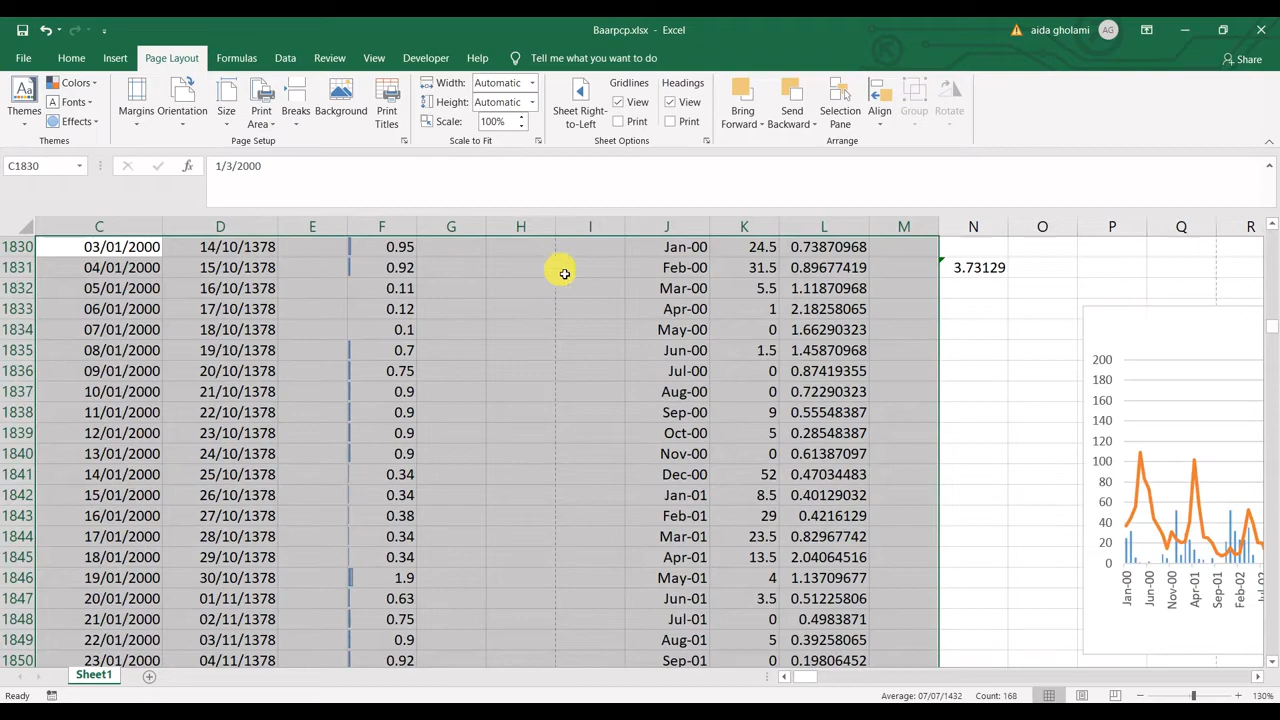 Baarpcp.xlsx - Excel
aida gholami AG
File Home Insert Page Layout Formulas Data Review View Developer Help Tell me what you want to do Share
Themes Colors Fonts Effects
Themes
Margins Orientation Size Print Area Breaks Background Print Titles
Page Setup
Width: Automatic
Height: Automatic
Scale: 100%
Scale to Fit
Sheet Right-to-Left Gridlines View Print Headings View Print
Sheet Options
Bring Forward Send Backward Selection Pane Align Group Rotate
Arrange
C1830 fx 1/3/2000
C D E F G H I J K L M N O P Q R
1830 03/01/2000 14/10/1378 0.95 Jan-00 24.5 0.73870968
1831 04/01/2000 15/10/1378 0.92 Feb-00 31.5 0.89677419 3.73129
1832 05/01/2000 16/10/1378 0.11 Mar-00 5.5 1.11870968
1833 06/01/2000 17/10/1378 0.12 Apr-00 1 2.18258065
1834 07/01/2000 18/10/1378 0.1 May-00 0 1.66290323
1835 08/01/2000 19/10/1378 0.7 Jun-00 1.5 1.45870968
1836 09/01/2000 20/10/1378 0.75 Jul-00 0 0.87419355
1837 10/01/2000 21/10/1378 0.9 Aug-00 0 0.72290323
1838 11/01/2000 22/10/1378 0.9 Sep-00 9 0.55548387
1839 12/01/2000 23/10/1378 0.9 Oct-00 5 0.28548387
1840 13/01/2000 24/10/1378 0.9 Nov-00 0 0.61387097
1841 14/01/2000 25/10/1378 0.34 Dec-00 52 0.47034483
1842 15/01/2000 26/10/1378 0.34 Jan-01 8.5 0.40129032
1843 16/01/2000 27/10/1378 0.38 Feb-01 29 0.4216129
1844 17/01/2000 28/10/1378 0.34 Mar-01 23.5 0.82967742
1845 18/01/2000 29/10/1378 0.34 Apr-01 13.5 2.04064516
1846 19/01/2000 30/10/1378 1.9 May-01 4 1.13709677
1847 20/01/2000 01/11/1378 0.63 Jun-01 3.5 0.51225806
1848 21/01/2000 02/11/1378 0.75 Jul-01 0 0.4983871
1849 22/01/2000 03/11/1378 0.9 Aug-01 5 0.39258065
1850 23/01/2000 04/11/1378 0.92 Sep-01 0 0.19806452
200
180
160
140
120
100
80
60
40
20
0
Jan-00 Jun-00 Nov-00 Apr-01 Sep-01 Feb-02
Sheet1
Ready Average: 07/07/1432 Count: 168 130%